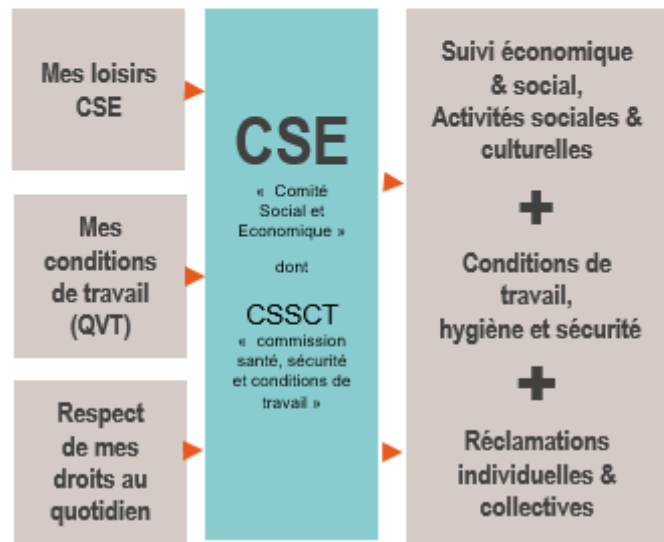 Mes loisirs
CSE
Mes
conditions
de travail
(QVT)
Respect
de mes
droits au
quotidien
CSE
« Comité
Social et
Economique »
dont
CSSCT
« commission
santé, sécurité
et conditions de
travail »
Suivi économique
& social,
Activités sociales &
culturelles
+
Conditions de
travail,
hygiène et sécurité
+
Réclamations
individuelles &
collectives